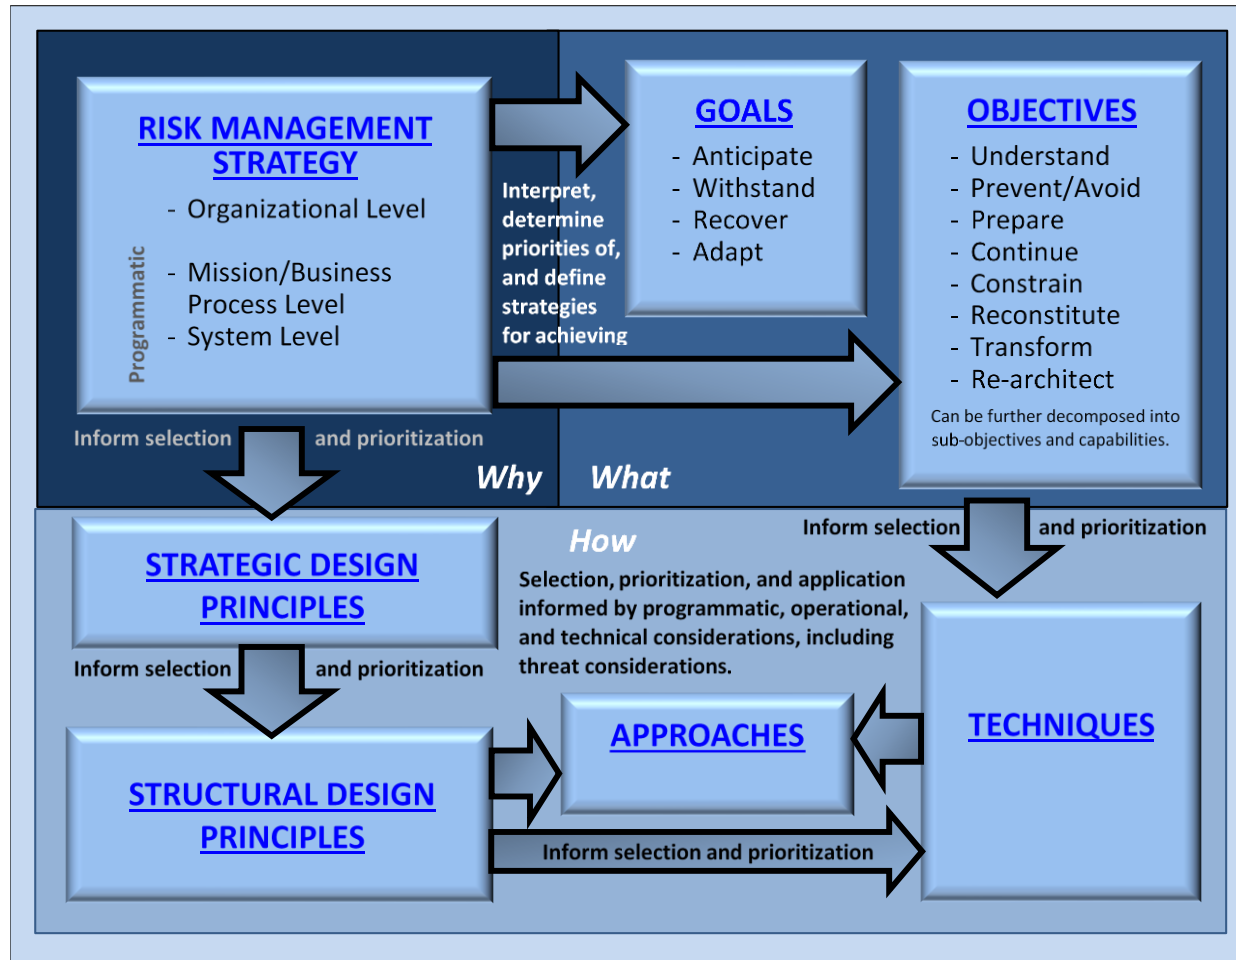 RISK MANAGEMENT
STRATEGY
- Organizational Level
- Mission/Business
Process Level
- System Level
Programmatic
Interpret,
determine
priorities of,
and define
strategies
for achieving
GOALS
- Anticipate
- Withstand
- Recover
- Adapt
OBJECTIVES
- Understand
- Prevent/Avoid
- Prepare
- Continue
- Constrain
- Reconstitute
- Transform
- Re-architect
Can be further decomposed into
sub-objectives and capabilities.
Inform selection and prioritization
Why
What
How
Inform selection and prioritization
STRATEGIC DESIGN
PRINCIPLES
Selection, prioritization, and application
informed by programmatic, operational,
and technical considerations, including
threat considerations.
Inform selection and prioritization
STRUCTURAL DESIGN
PRINCIPLES
APPROACHES
TECHNIQUES
Inform selection and prioritization